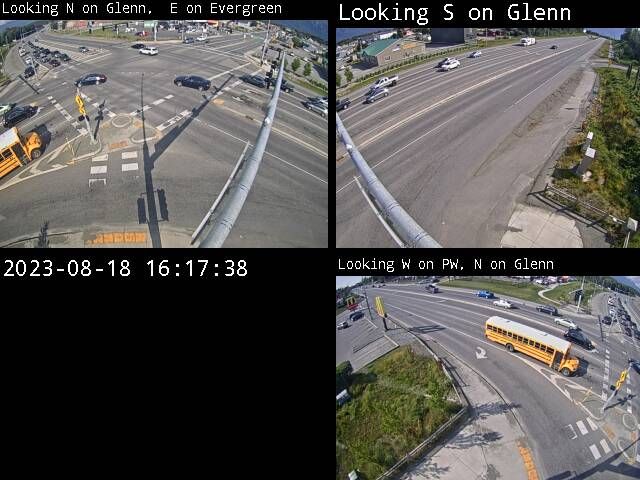 Looking N on Glenn, E on Evergreen
Looking S on Glenn
2023-08-18 16:17:38
Looking W on PW, N on Glenn